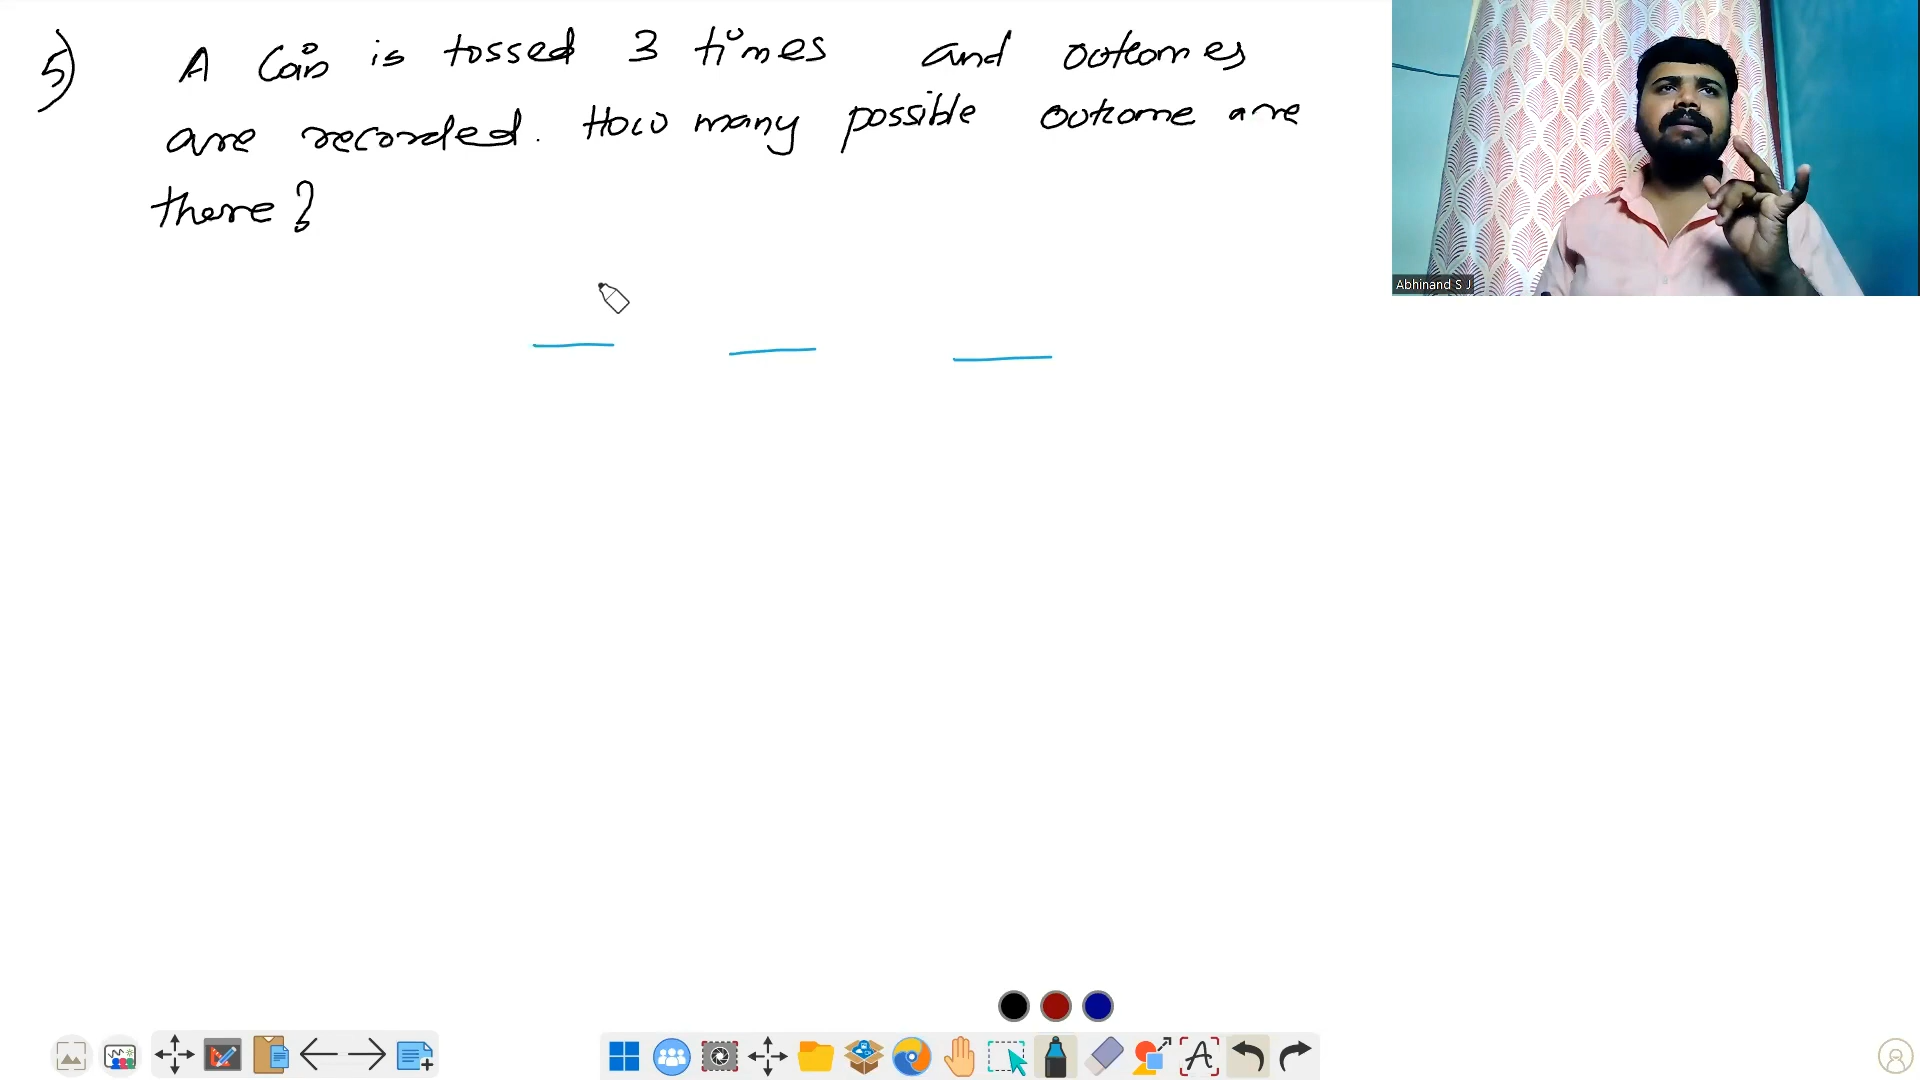 5) A Coin is tossed 3 times and outcomes
are recorded. How many possible outcome are
there?
Abhinand S J